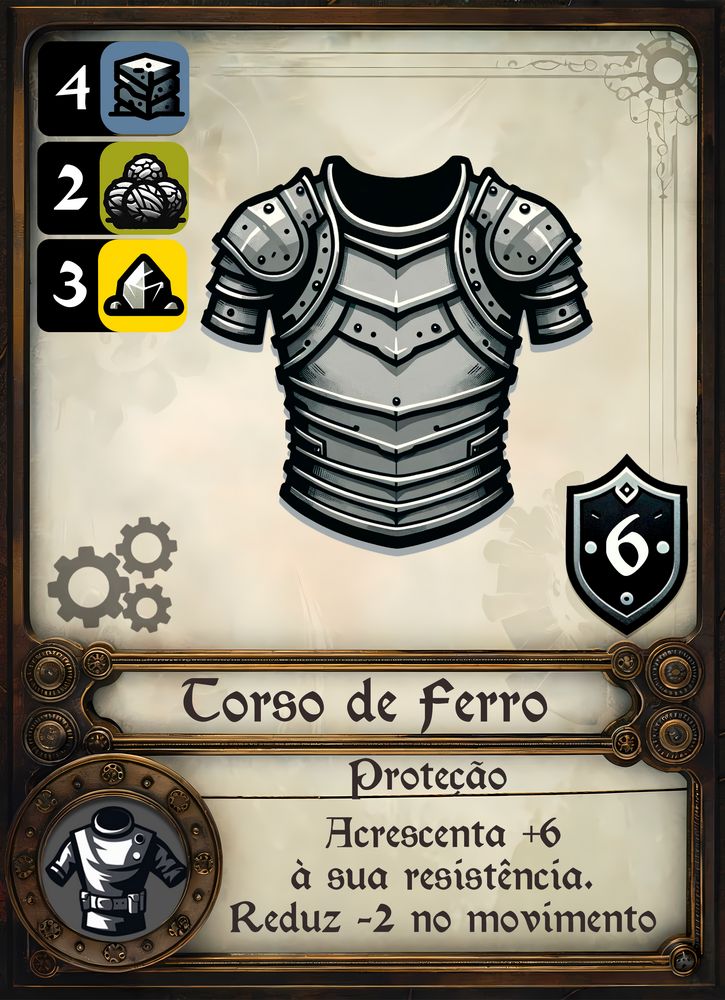 4
2
3
6
Torso de Ferro
Proteção
Acrescenta +6
à sua resistência.
Reduz -2 no movimento